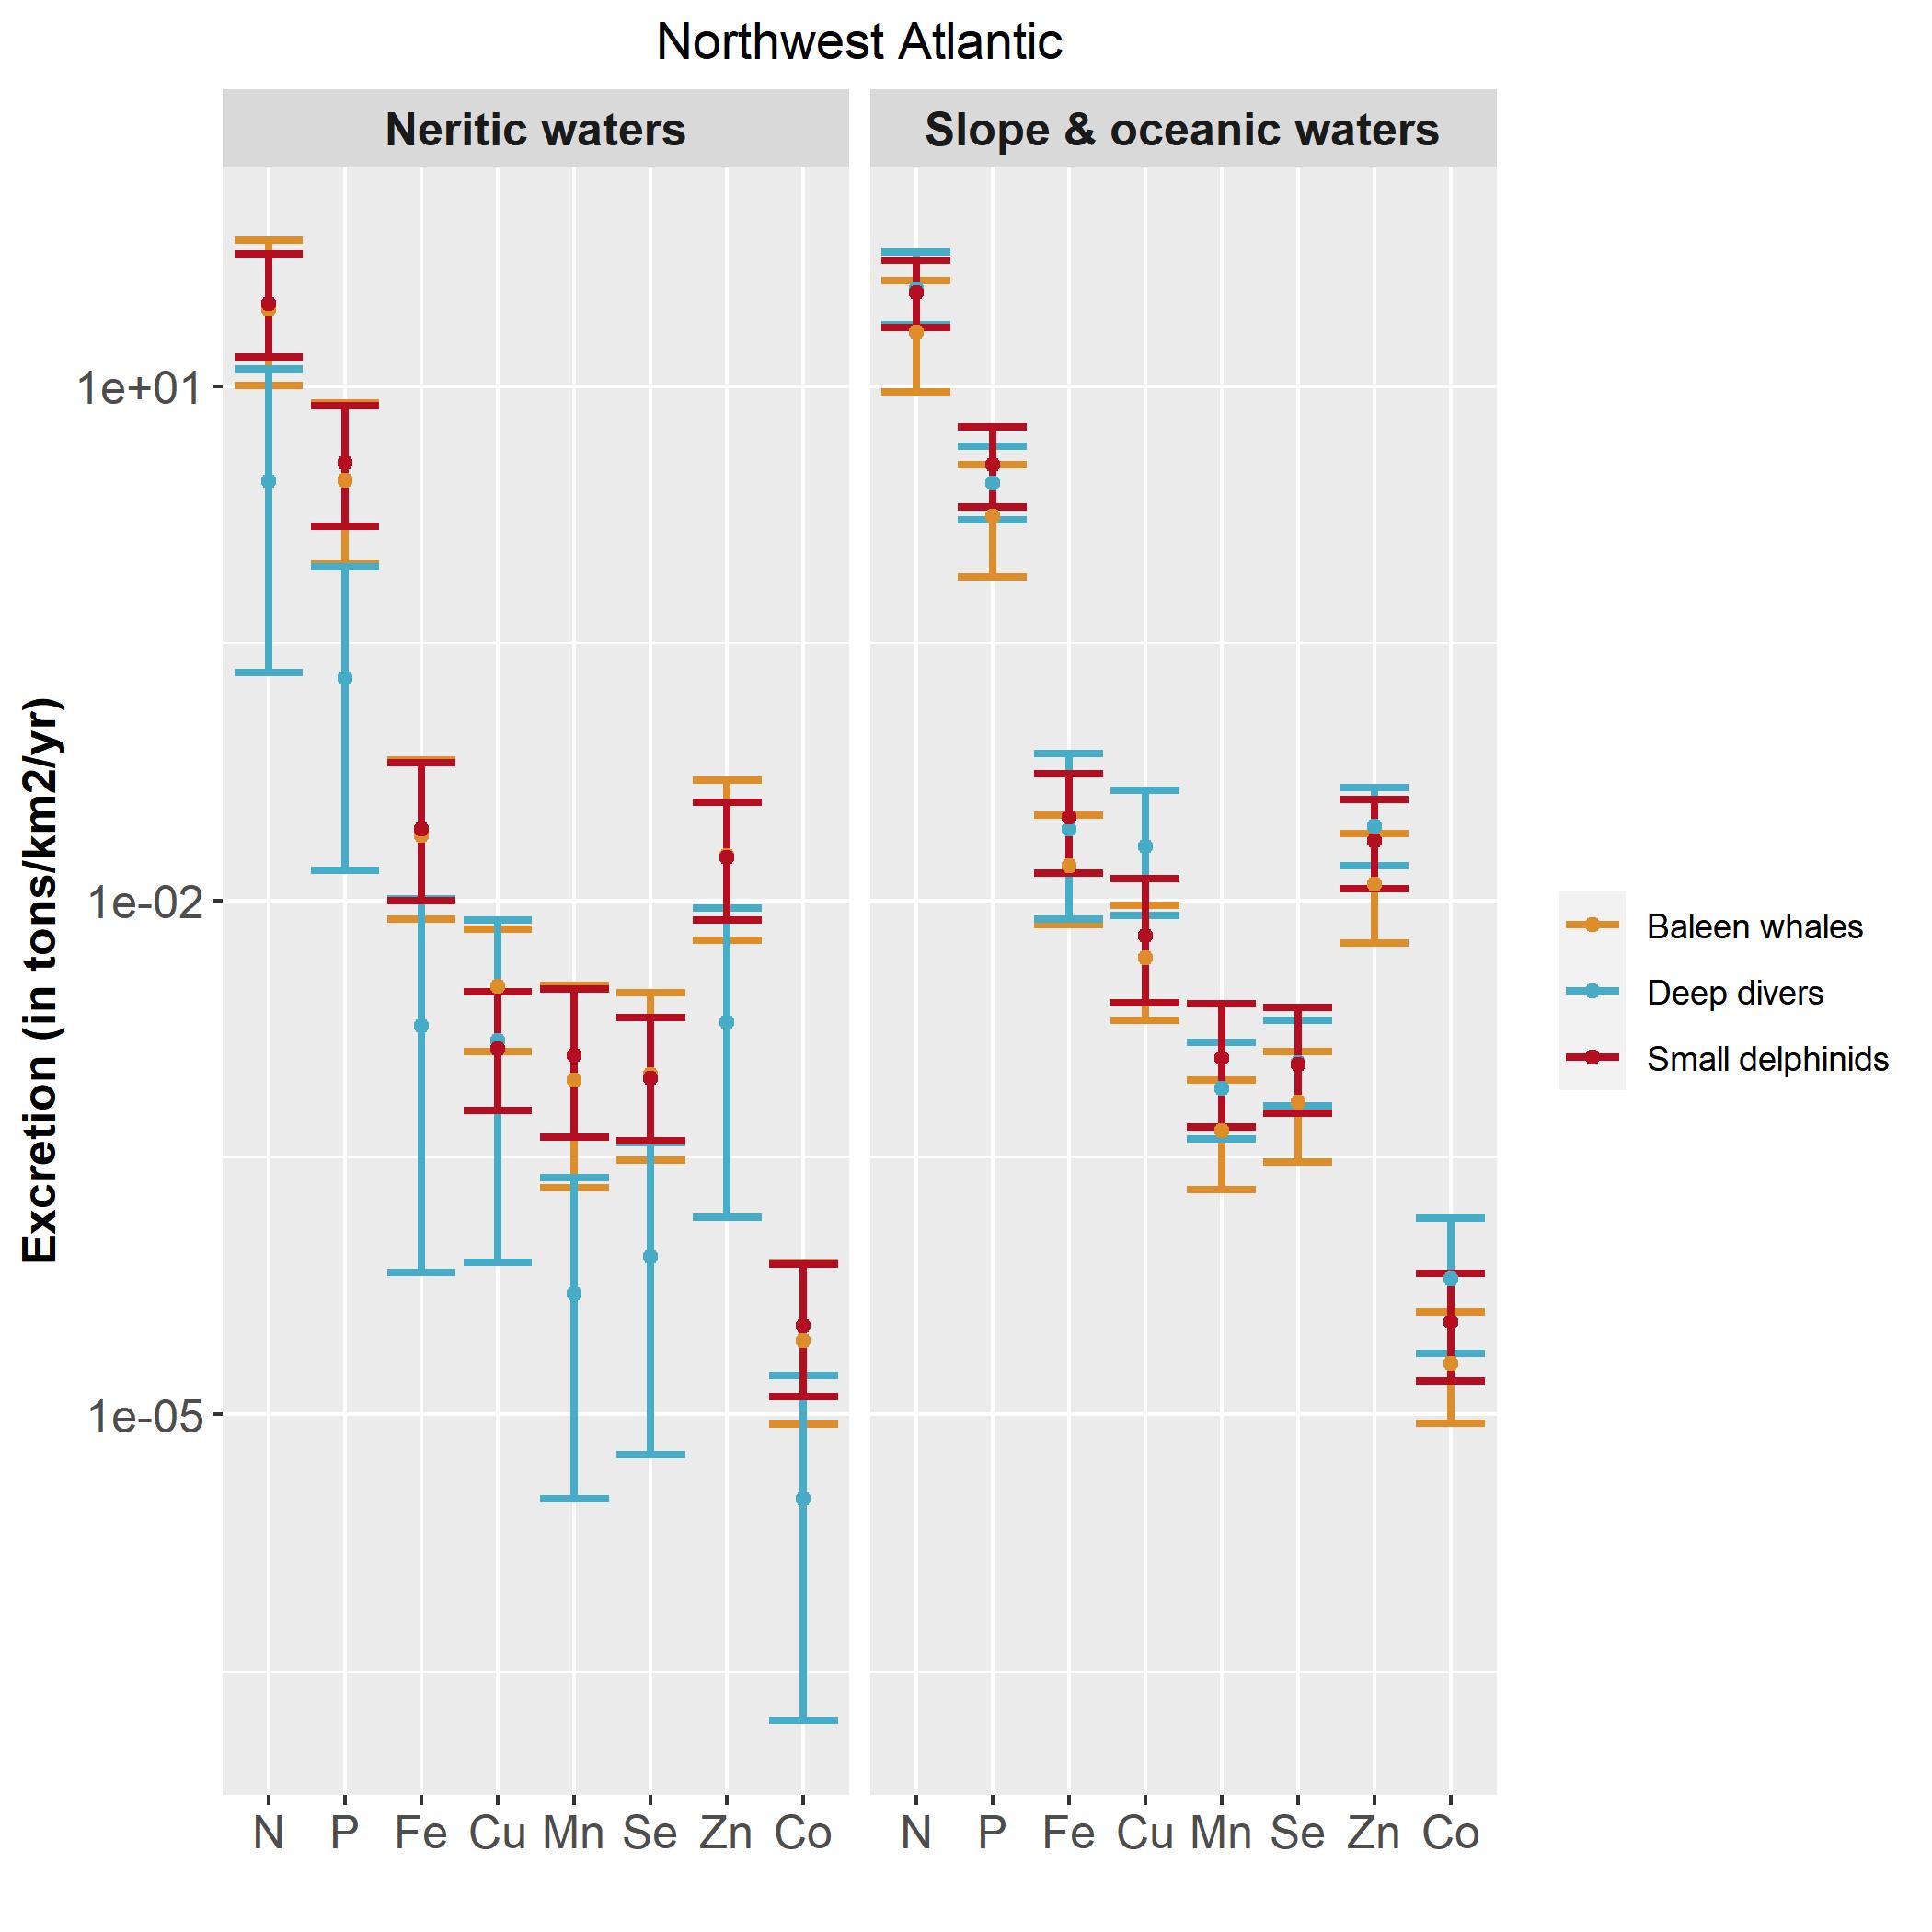 Northwest Atlantic
Neritic waters
Slope & oceanic waters
Excretion (in tons/km2/yr)
1e+01
1e-02
1e-05
N P Fe Cu Mn Se Zn Co
N P Fe Cu Mn Se Zn Co
Baleen whales
Deep divers
Small delphinids